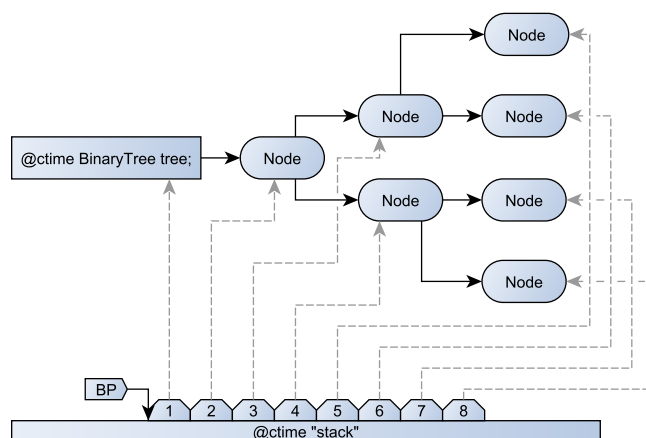 Node
Node
Node
@ctime BinaryTree tree;
Node
Node
Node
Node
BP
1 2 3 4 5 6 7 8
@ctime "stack"